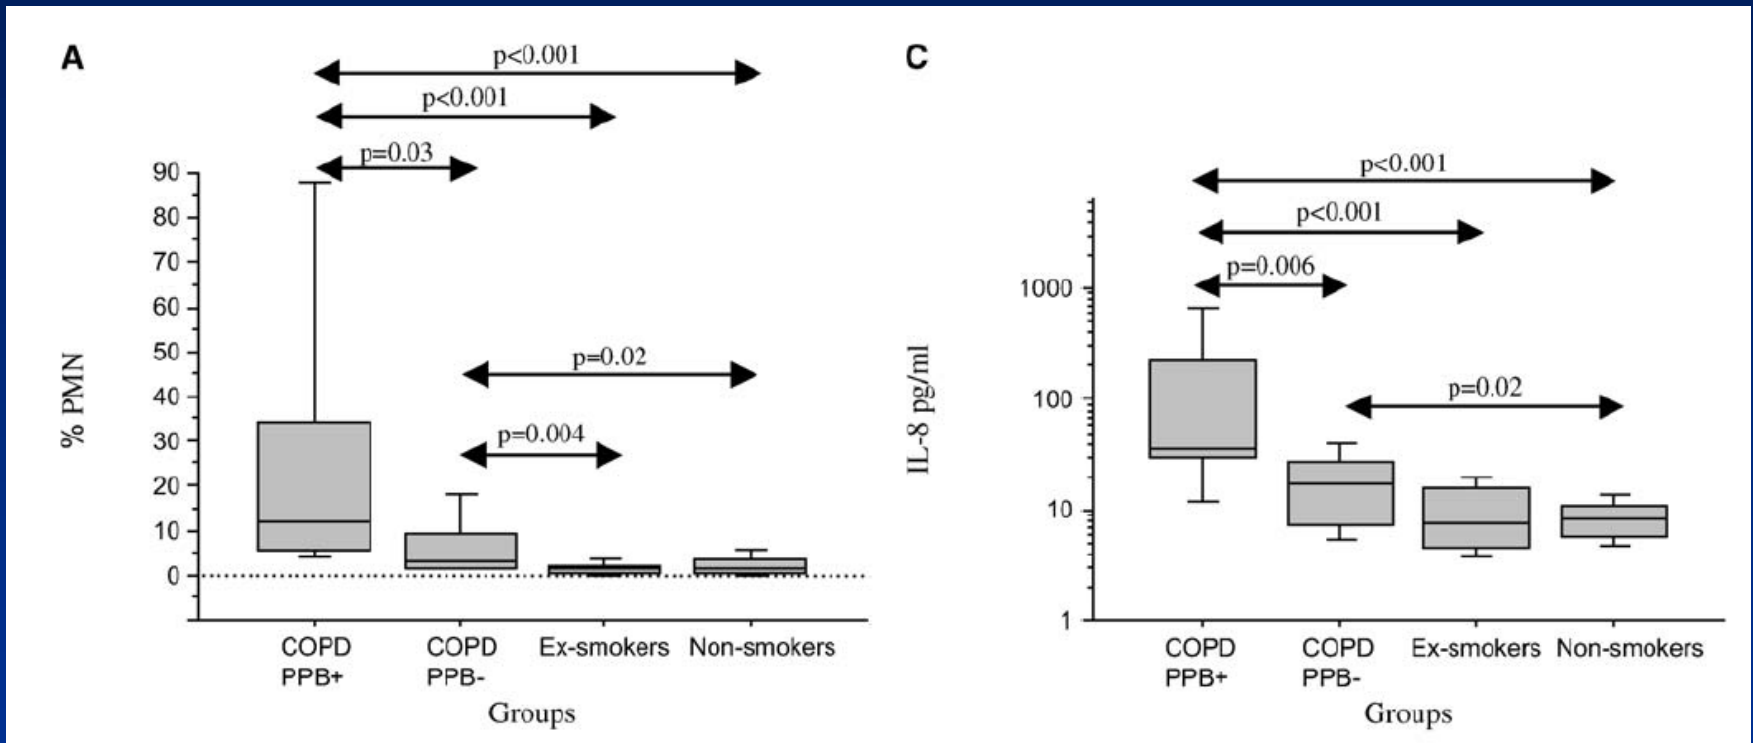 A
p<0.001
p<0.001
p=0.03
90
80
70
60
50
40
30
20
10
0
% PMN
p=0.02
p=0.004
COPD PPB+
COPD PPB-
Ex-smokers
Non-smokers
Groups
C
p<0.001
p<0.001
p=0.006
1000
100
10
1
IL-8 pg/ml
p=0.02
COPD PPB+
COPD PPB-
Ex-smokers
Non-smokers
Groups